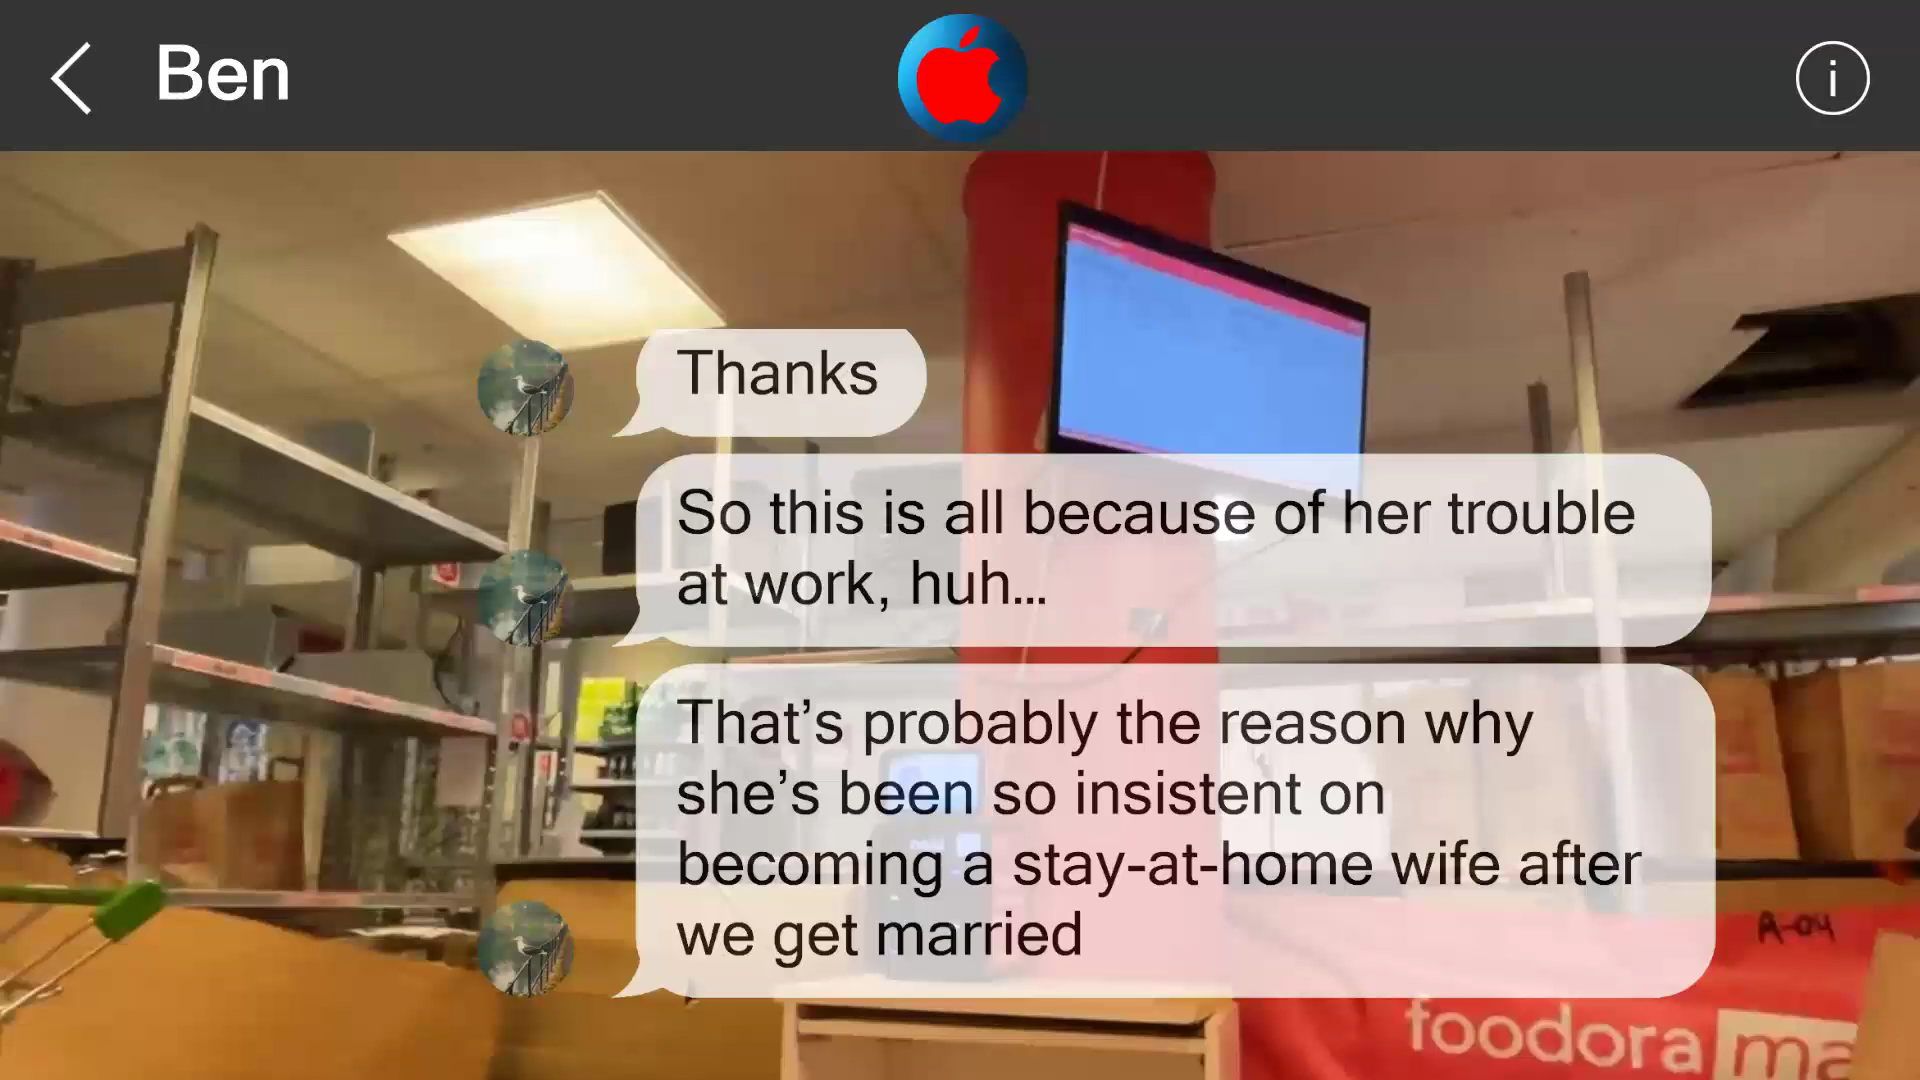 Ben
i
Thanks
So this is all because of her trouble
at work, huh...
That’s probably the reason why
she’s been so insistent on
becoming a stay-at-home wife after
we get married
A-04
foodora ma